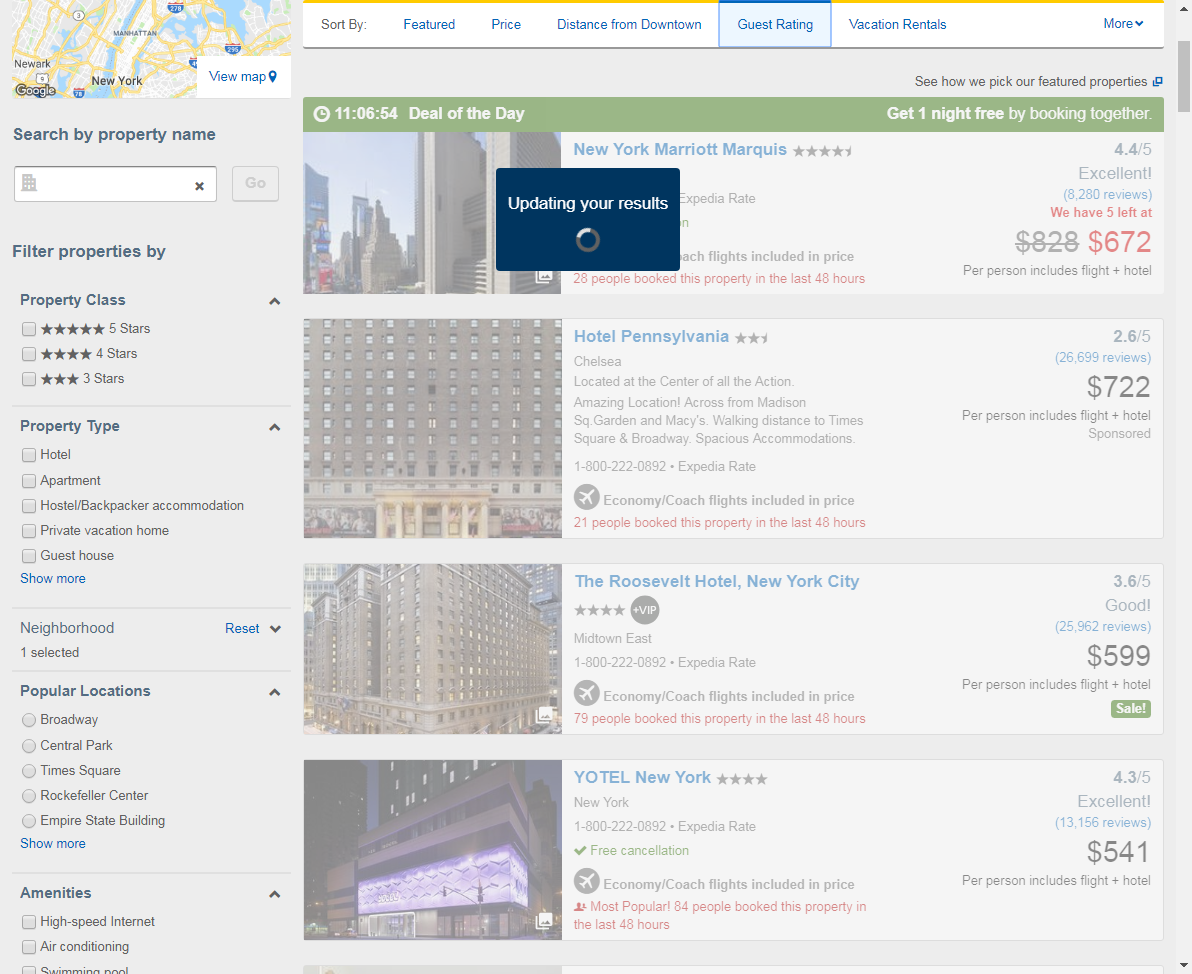 278
3
MANHATTAN
295
Newark
9
New York
78
Google
View map
Sort By:
Featured
Price
Distance from Downtown
Guest Rating
Vacation Rentals
More
See how we pick our featured properties
Search by property name
Go
Filter properties by
Property Class
5 Stars
4 Stars
3 Stars
Property Type
Hotel
Apartment
Hostel/Backpacker accommodation
Private vacation home
Guest house
Show more
Neighborhood
Reset
1 selected
Popular Locations
Broadway
Central Park
Times Square
Rockefeller Center
Empire State Building
Show more
Amenities
High-speed Internet
Air conditioning
Swimming pool
11:06:54 Deal of the Day
Get 1 night free by booking together.
New York Marriott Marquis
4.4/5
Excellent!
(8,280 reviews)
We have 5 left at
$828 $672
Per person includes flight + hotel
Updating your results
Expedia Rate
flights included in price
28 people booked this property in the last 48 hours
Hotel Pennsylvania
2.6/5
Chelsea
(26,699 reviews)
Located at the Center of all the Action.
$722
Amazing Location! Across from Madison
Sq.Garden and Macy's. Walking distance to Times
Square & Broadway. Spacious Accommodations.
Per person includes flight + hotel
Sponsored
1-800-222-0892 • Expedia Rate
Economy/Coach flights included in price
21 people booked this property in the last 48 hours
The Roosevelt Hotel, New York City
3.6/5
+VIP
Good!
(25,962 reviews)
Midtown East
$599
1-800-222-0892 • Expedia Rate
Per person includes flight + hotel
Economy/Coach flights included in price
Sale!
79 people booked this property in the last 48 hours
YOTEL New York
4.3/5
New York
Excellent!
(13,156 reviews)
1-800-222-0892 • Expedia Rate
$541
Free cancellation
Per person includes flight + hotel
Economy/Coach flights included in price
Most Popular! 84 people booked this property in
the last 48 hours